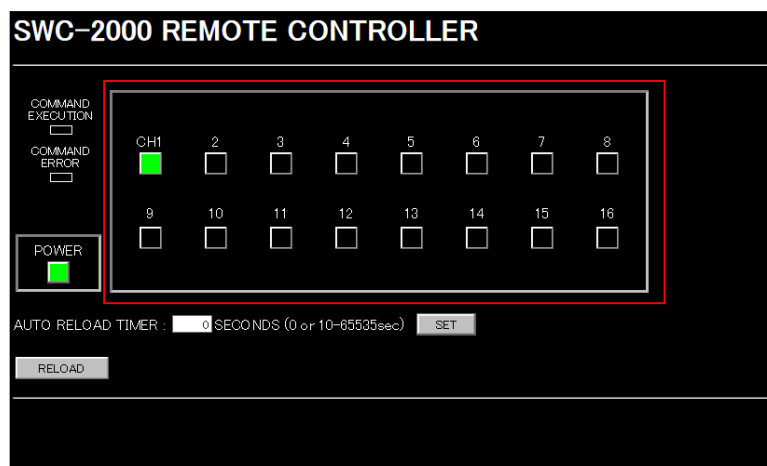 SWC-2000 REMOTE CONTROLLER
COMMAND
EXECUTION
COMMAND
ERROR
CH1 2 3 4 5 6 7 8
9 10 11 12 13 14 15 16
POWER
AUTO RELOAD TIMER : 0 SECONDS (0 or 10-65535sec) SET
RELOAD